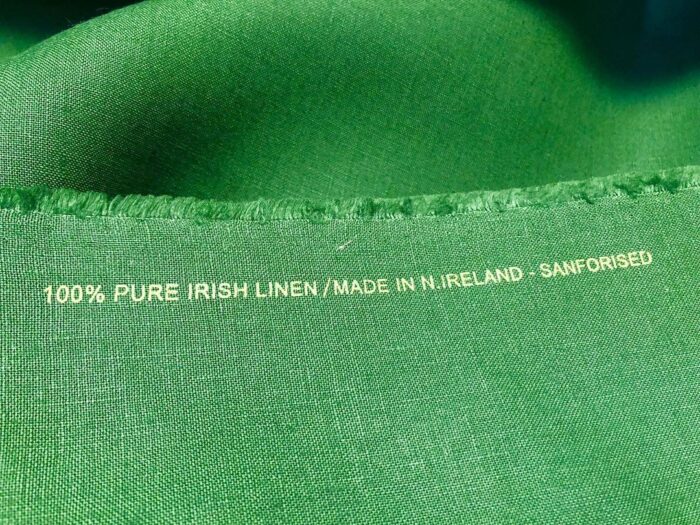 100% PURE IRISH LINEN / MADE IN N.IRELAND - SANFORISED